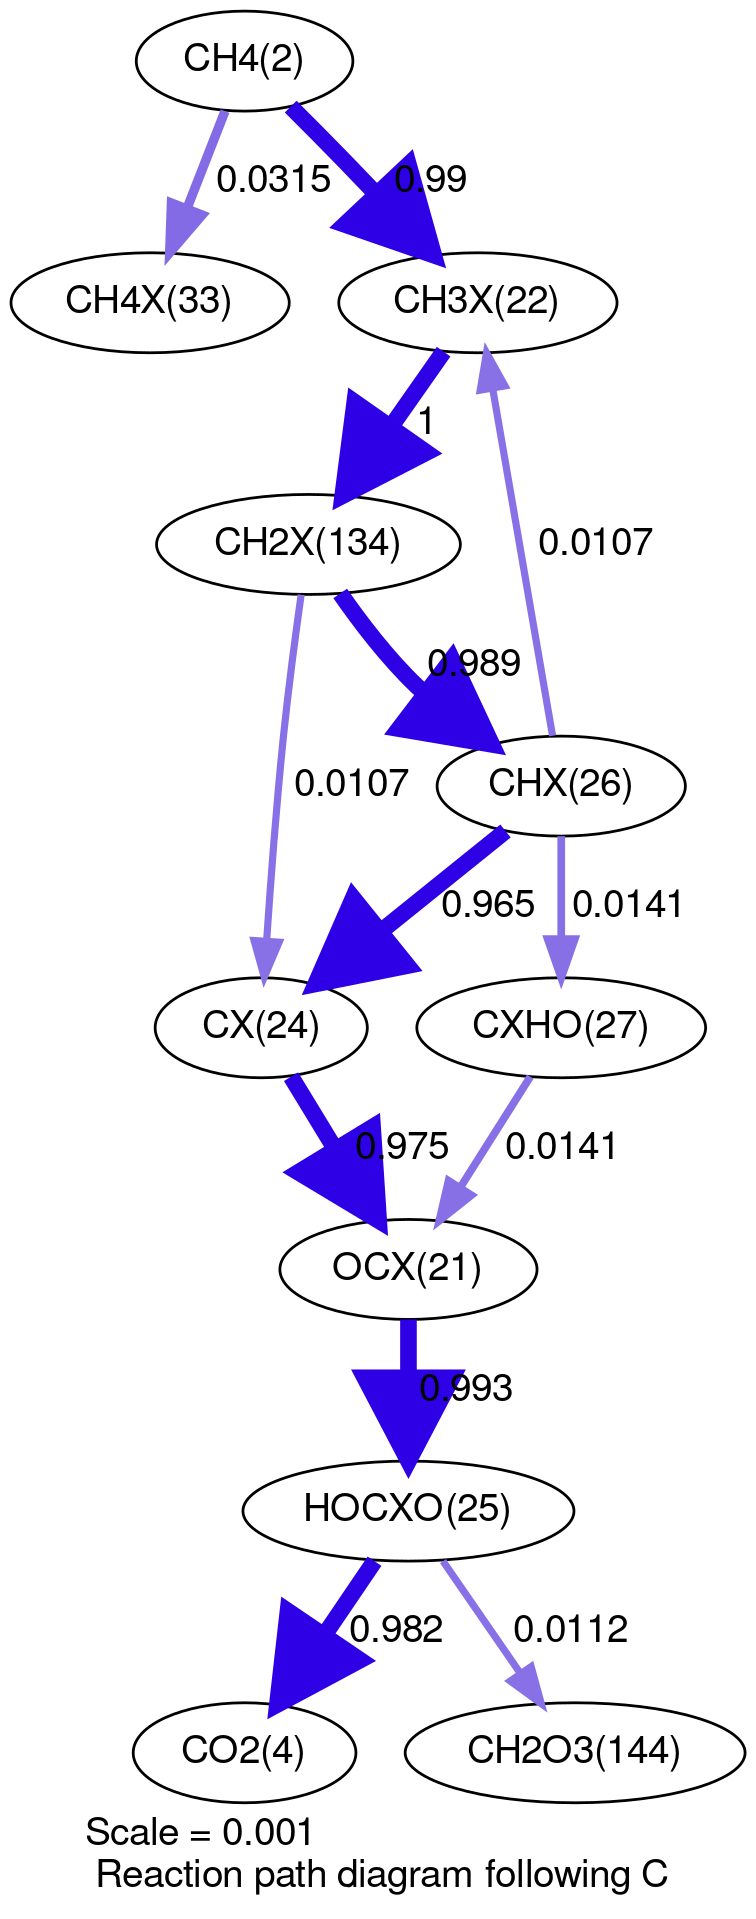 CH4(2)
0.0315
0.99
CH4X(33)
CH3X(22)
1
CH2X(134)
0.0107
0.989
0.0107
CHX(26)
0.965
0.0141
CX(24)
CXHO(27)
0.975
0.0141
OCX(21)
0.993
HOCXO(25)
0.982
0.0112
CO2(4)
CH2O3(144)
Scale = 0.001
Reaction path diagram following C